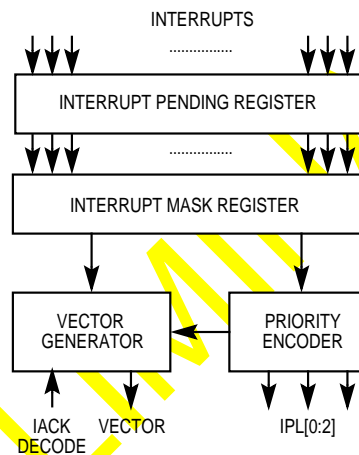 INTERRUPTS
................
INTERRUPT PENDING REGISTER
................
INTERRUPT MASK REGISTER
VECTOR
GENERATOR
PRIORITY
ENCODER
IACK
DECODE
VECTOR
IPL[0:2]